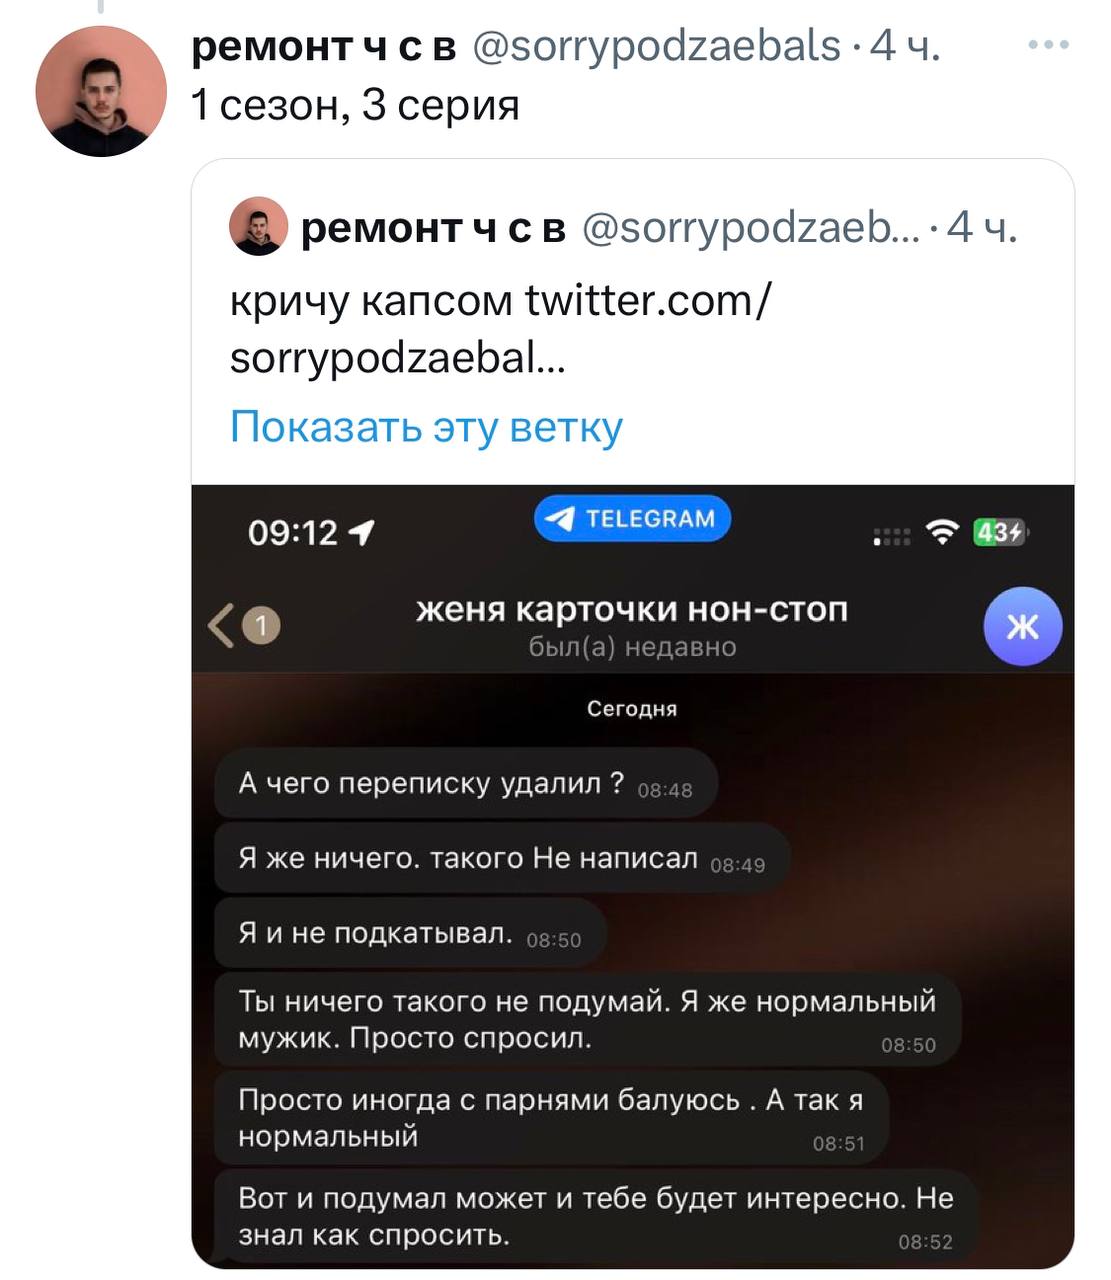 ремонт ч с в @sorrypodzaebals · 4 ч.
1 сезон, 3 серия
ремонт ч с в @sorrypodzaeb... · 4 ч.
кричу капсом twitter.com/
sorrypodzaebal...
Показать эту ветку
09:12 TELEGRAM 43
1 женя карточки нон-стоп Ж
был(а) недавно
Сегодня
А чего переписку удалил ? 08:48
Я же ничего. такого Не написал 08:49
Я и не подкатывал. 08:50
Ты ничего такого не подумай. Я же нормальный
мужик. Просто спросил. 08:50
Просто иногда с парнями балуюсь . А так я
нормальный 08:51
Вот и подумал может и тебе будет интересно. Не
знал как спросить. 08:52